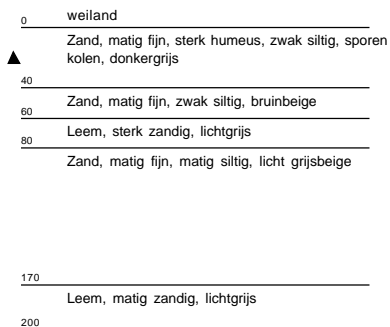 weiland
0
Zand, matig fijn, sterk humeus, zwak siltig, sporen
kolen, donkergrijs
40
Zand, matig fijn, zwak siltig, bruinbeige
60
Leem, sterk zandig, lichtgrijs
80
Zand, matig fijn, matig siltig, licht grijsbeige
170
Leem, matig zandig, lichtgrijs
200